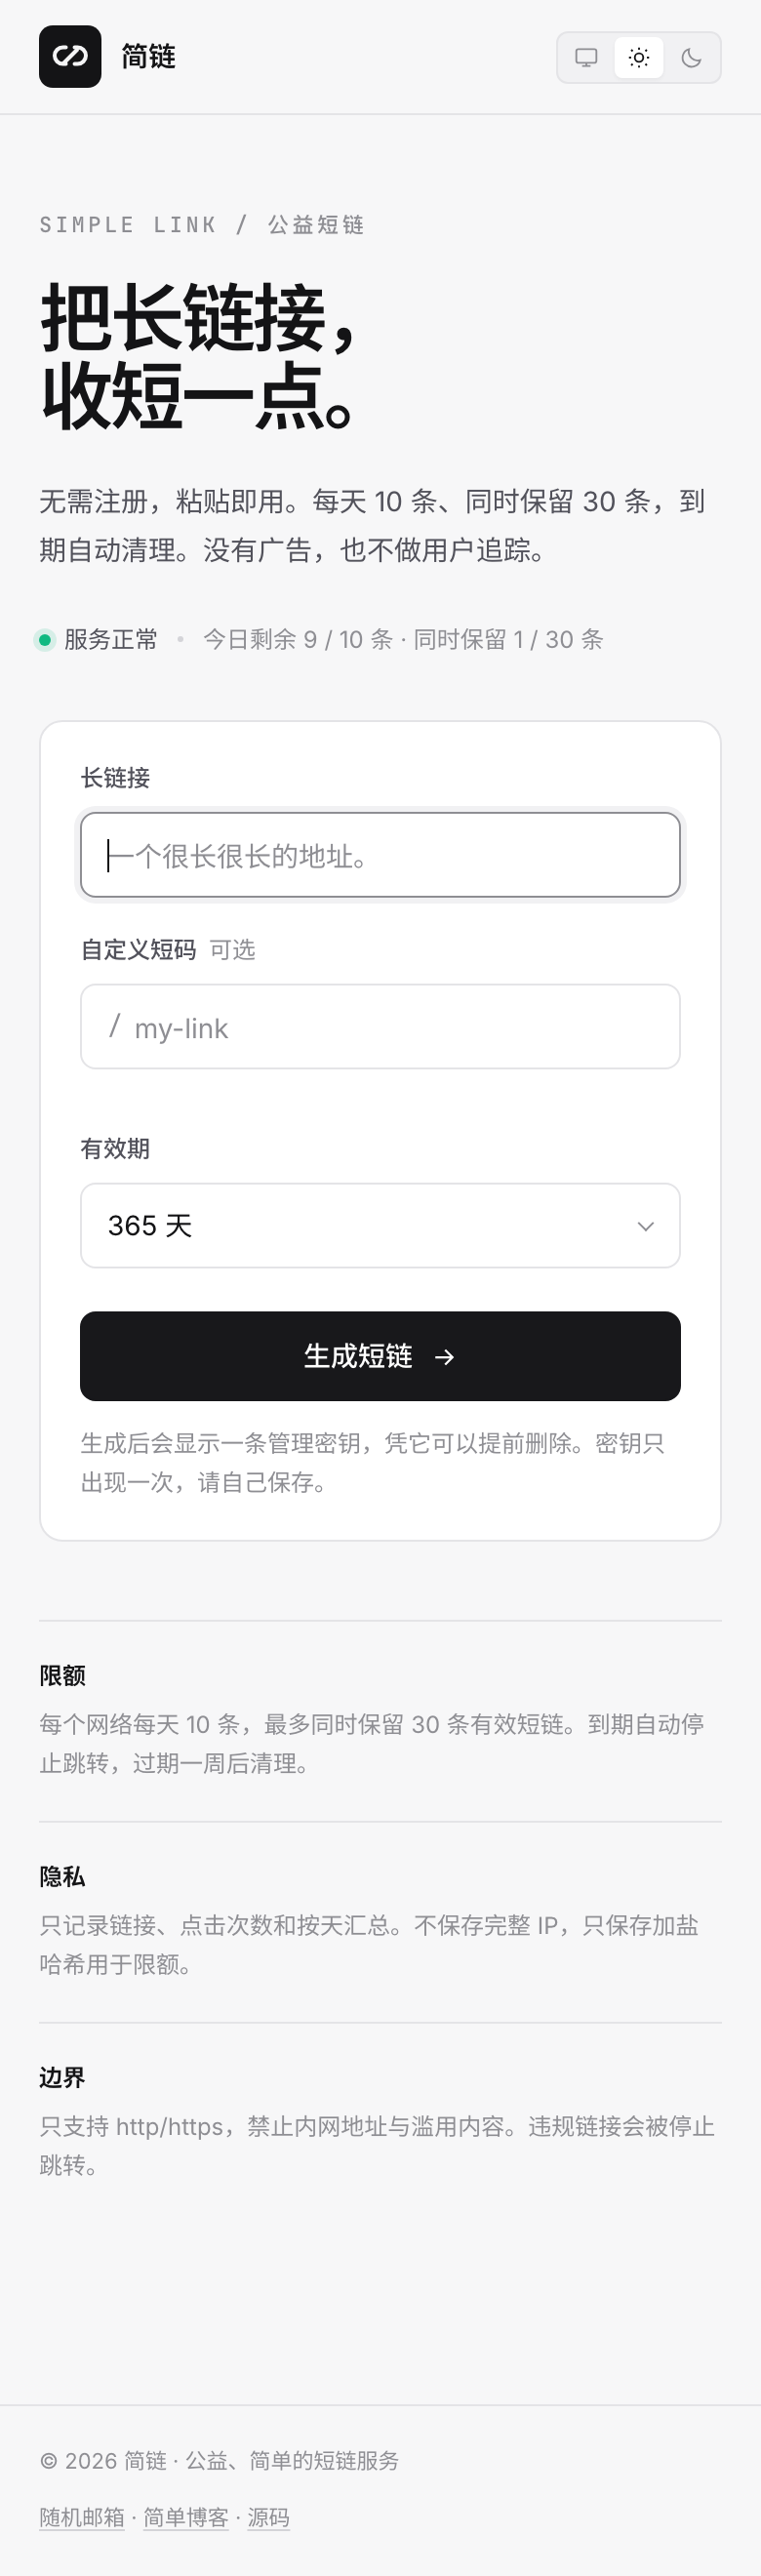 简链
SIMPLE LINK / 公益短链
把长链接，
收短一点。
无需注册，粘贴即用。每天 10 条、同时保留 30 条，到
期自动清理。没有广告，也不做用户追踪。
服务正常 • 今日剩余 9 / 10 条 · 同时保留 1 / 30 条
长链接
一个很长很长的地址。
自定义短码 可选
/ my-link
有效期
365 天
生成短链 →
生成后会显示一条管理密钥，凭它可以提前删除。密钥只
出现一次，请自己保存。
限额
每个网络每天 10 条，最多同时保留 30 条有效短链。到期自动停
止跳转，过期一周后清理。
隐私
只记录链接、点击次数和按天汇总。不保存完整 IP，只保存加盐
哈希用于限额。
边界
只支持 http/https，禁止内网地址与滥用内容。违规链接会被停止
跳转。
© 2026 简链 · 公益、简单的短链服务
随机邮箱 · 简单博客 · 源码